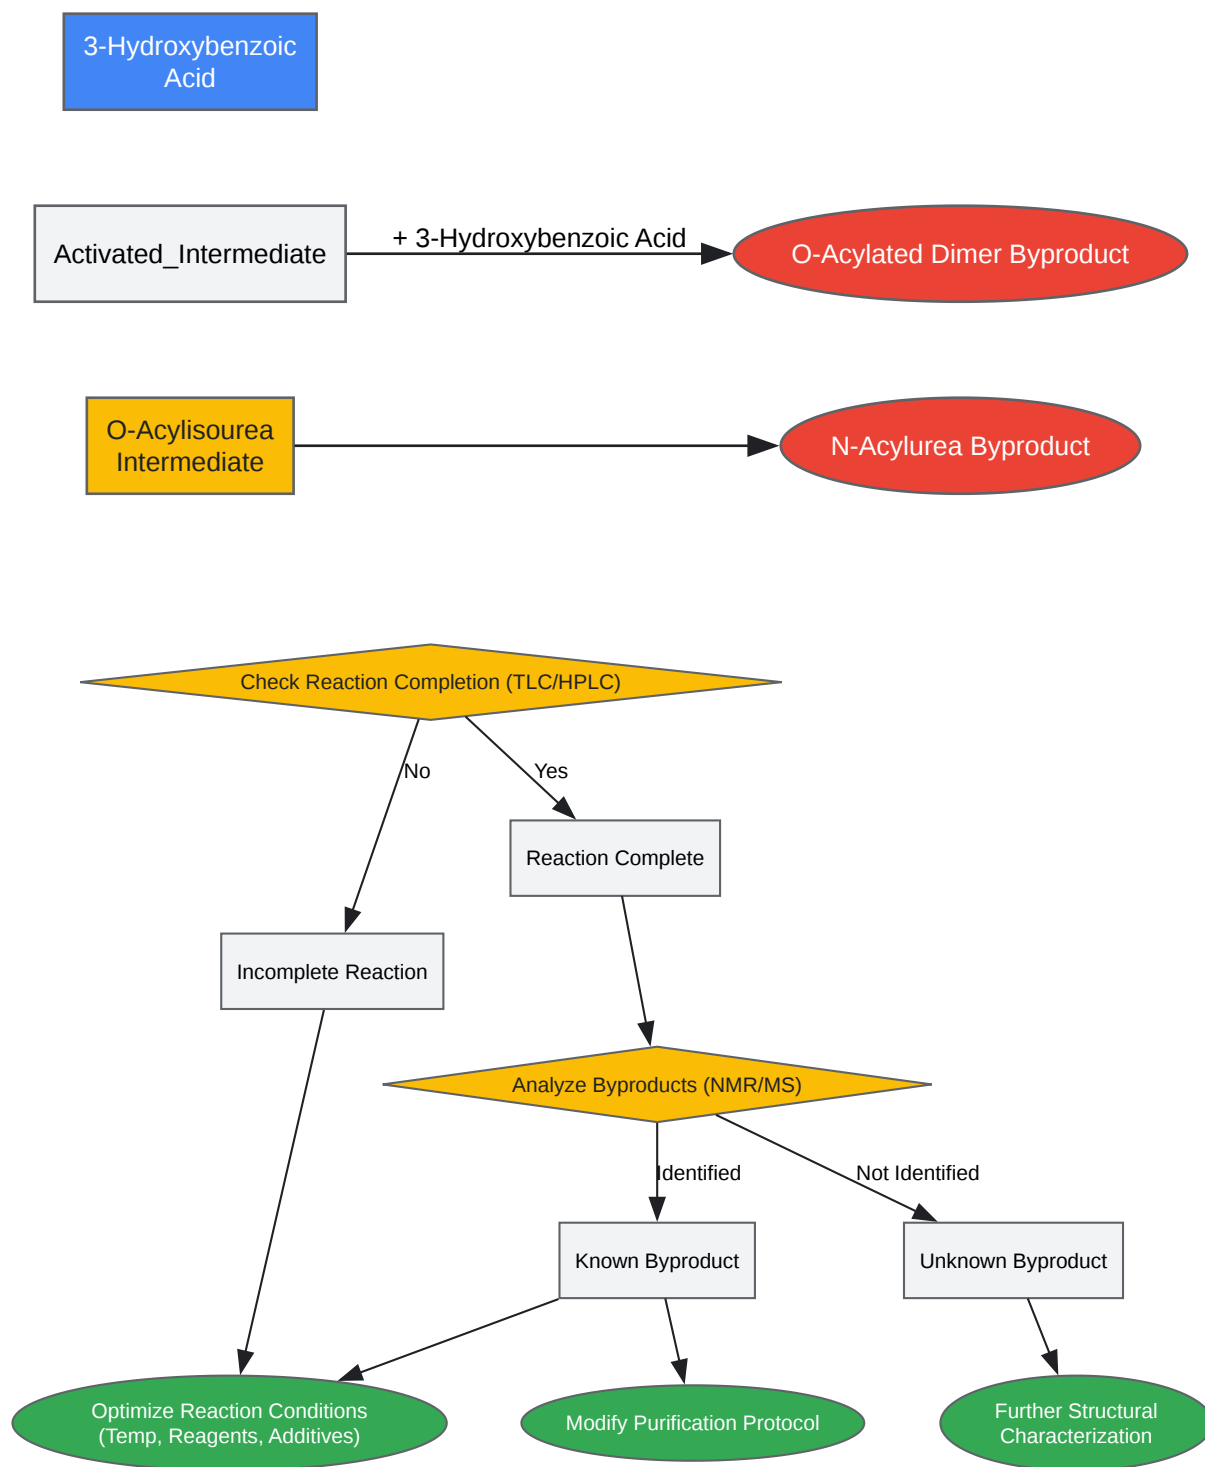 3-Hydroxybenzoic
Acid
Activated_Intermediate
+ 3-Hydroxybenzoic Acid
O-Acylated Dimer Byproduct
O-Acylisourea
Intermediate
N-Acylurea Byproduct
Check Reaction Completion (TLC/HPLC)
No
Yes
Reaction Complete
Incomplete Reaction
Analyze Byproducts (NMR/MS)
Identified
Not Identified
Known Byproduct
Unknown Byproduct
Optimize Reaction Conditions
(Temp, Reagents, Additives)
Modify Purification Protocol
Further Structural
Characterization